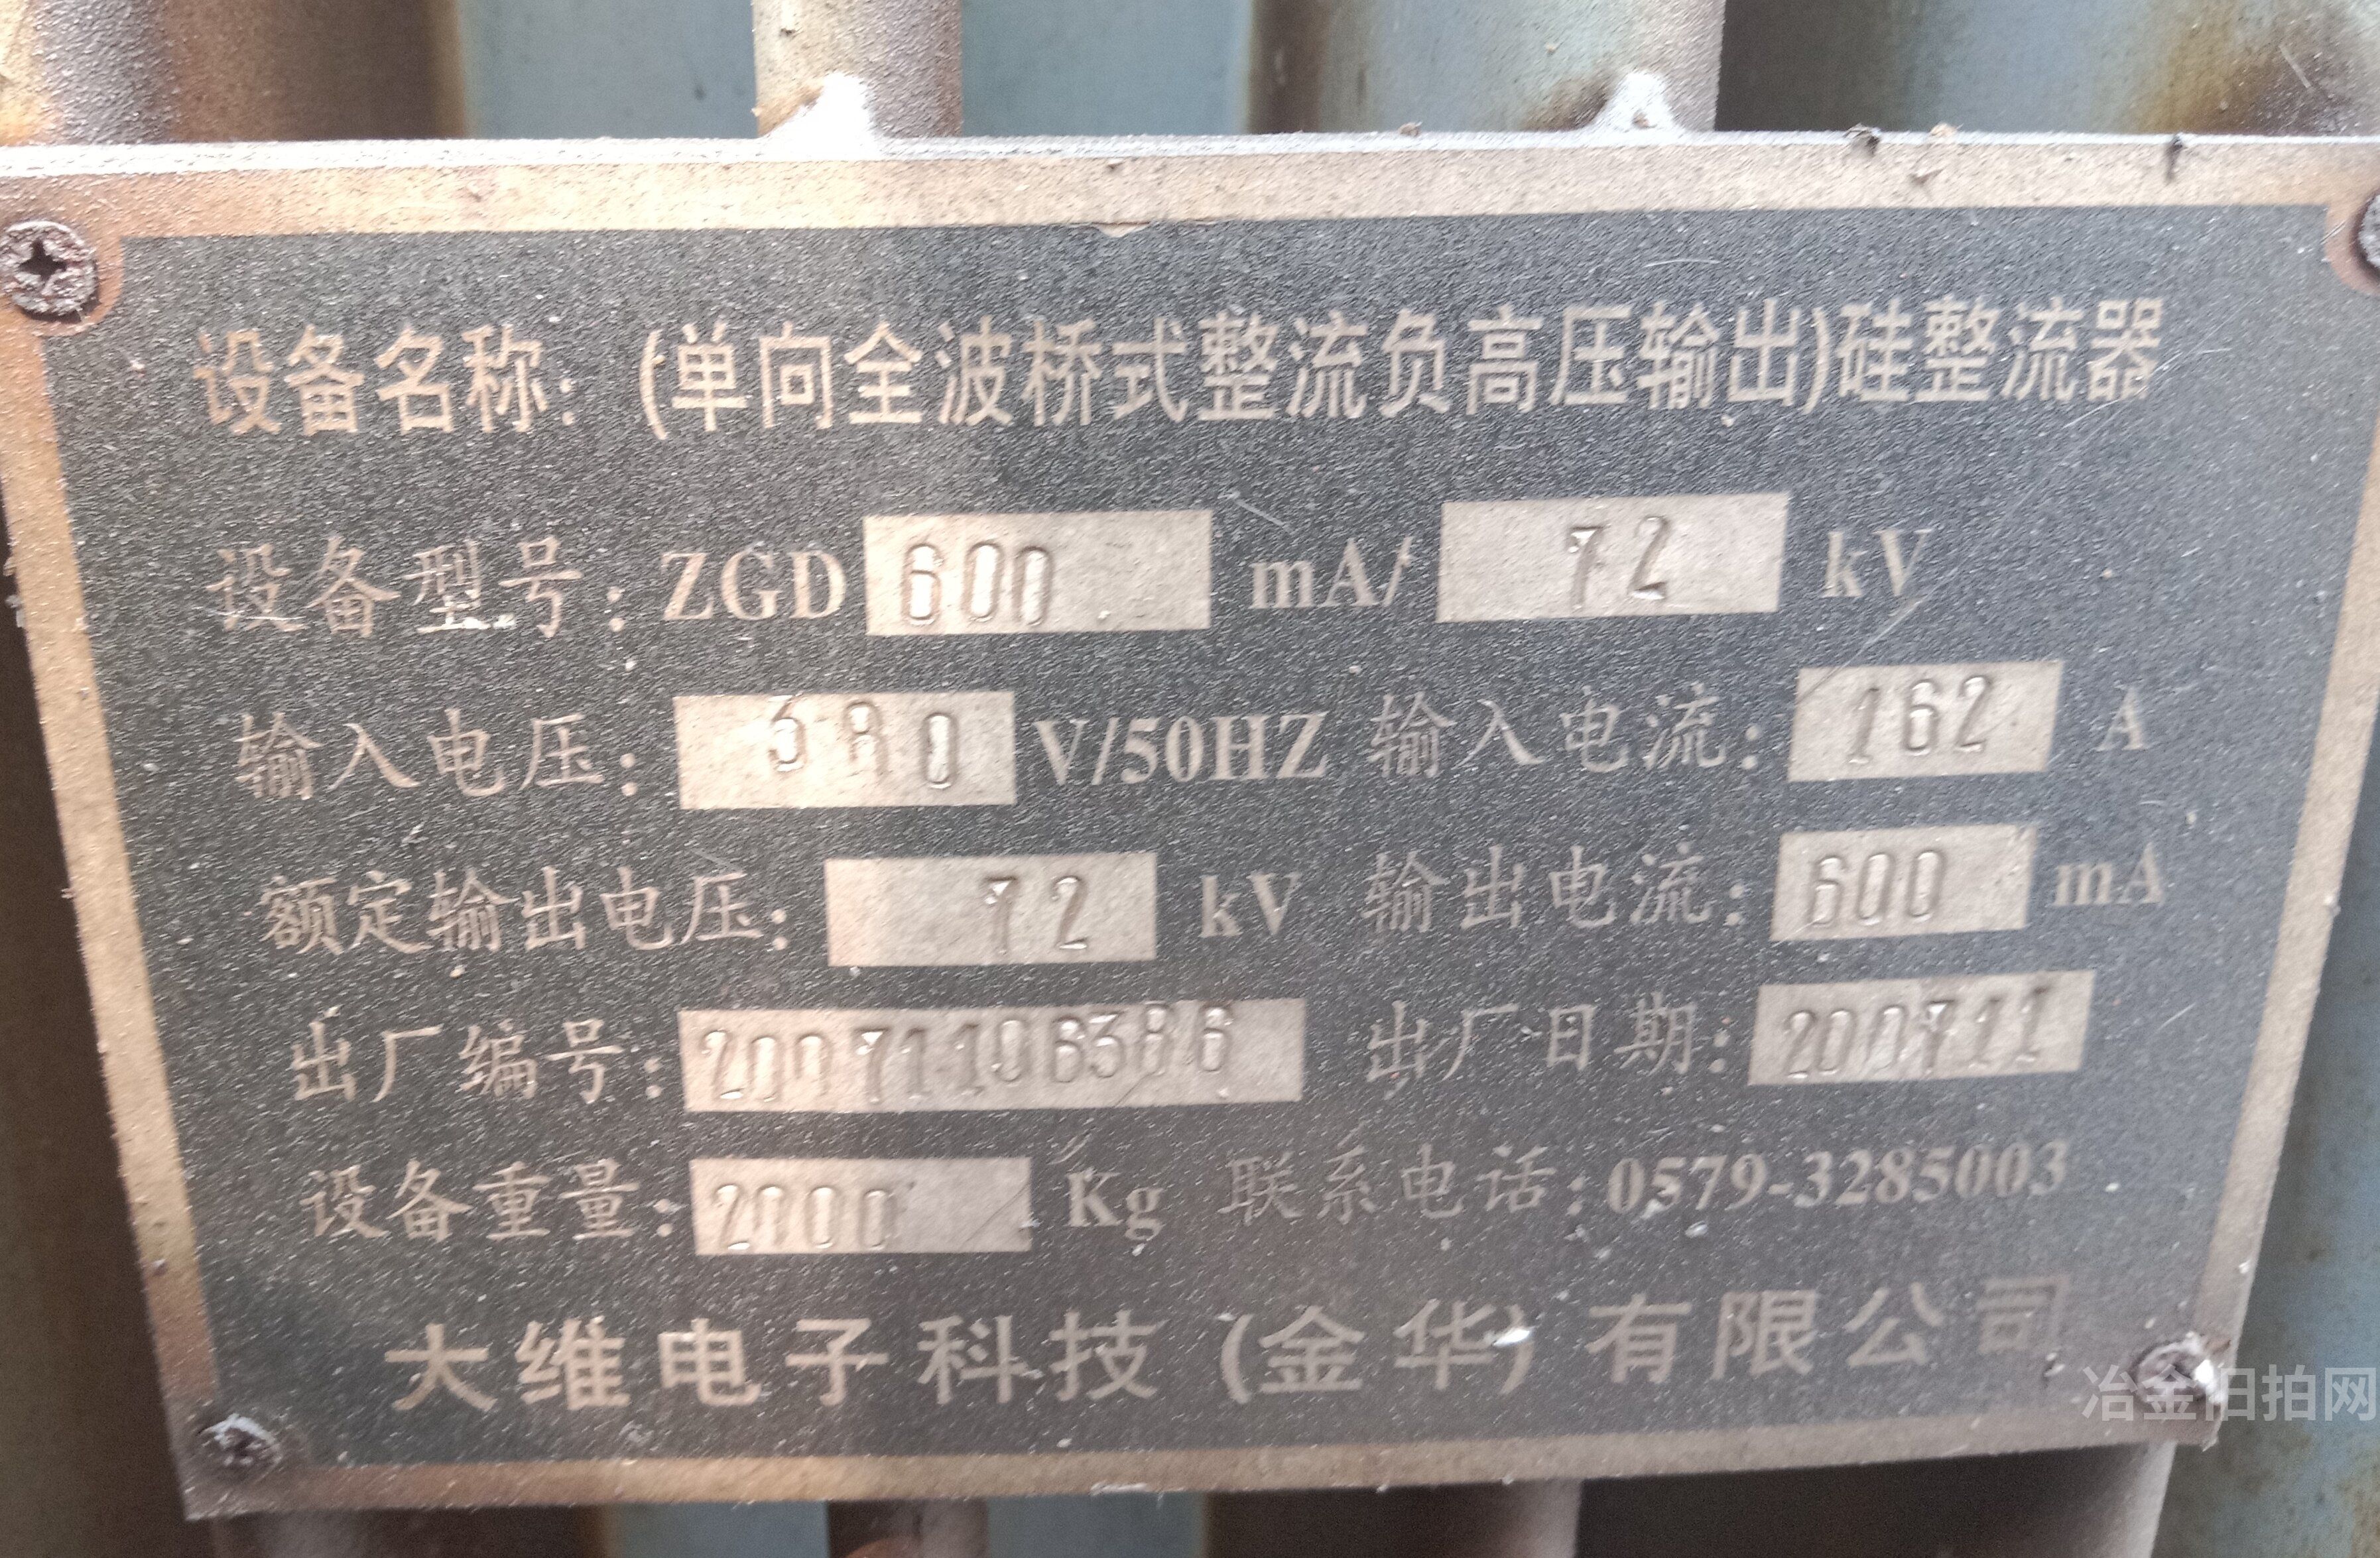 设备名称:(单向全波桥式整流负高压输出)硅整流器
设备型号:ZGD 600 mA/ 72 kV
输入电压: 380 V/50HZ 输入电流: 162 A
额定输出电压: 72 kV 输出电流: 600 mA
出厂编号: 20071106386 出厂日期: 200711
设备重量: 2000 Kg 联系电话:0579-3285003
大维电子科技(金华)有限公司
冶金旧拍网